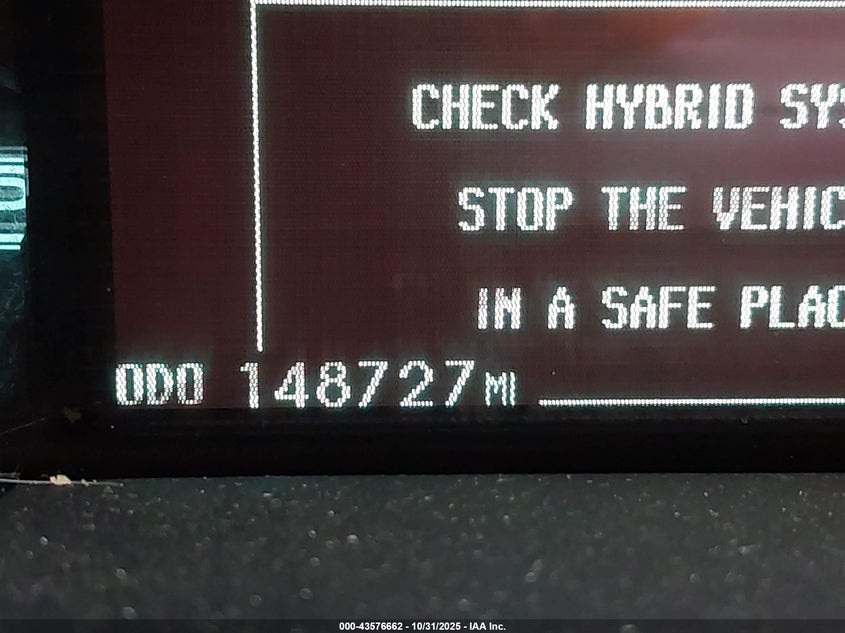 CHECK HYBRID SYS
STOP THE VEHIC
IN A SAFE PLAC
ODO 148727 MI
000-43576662 - 10/31/2025 - IAA Inc.